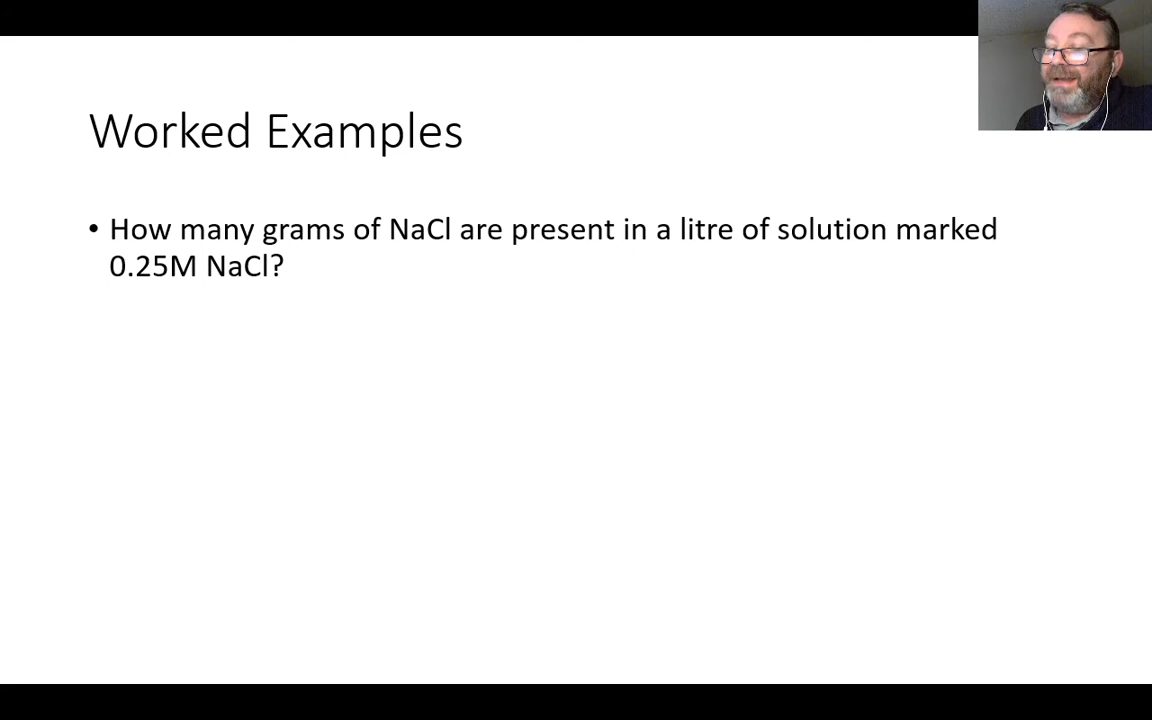 Worked Examples
• How many grams of NaCl are present in a litre of solution marked
0.25M NaCl?